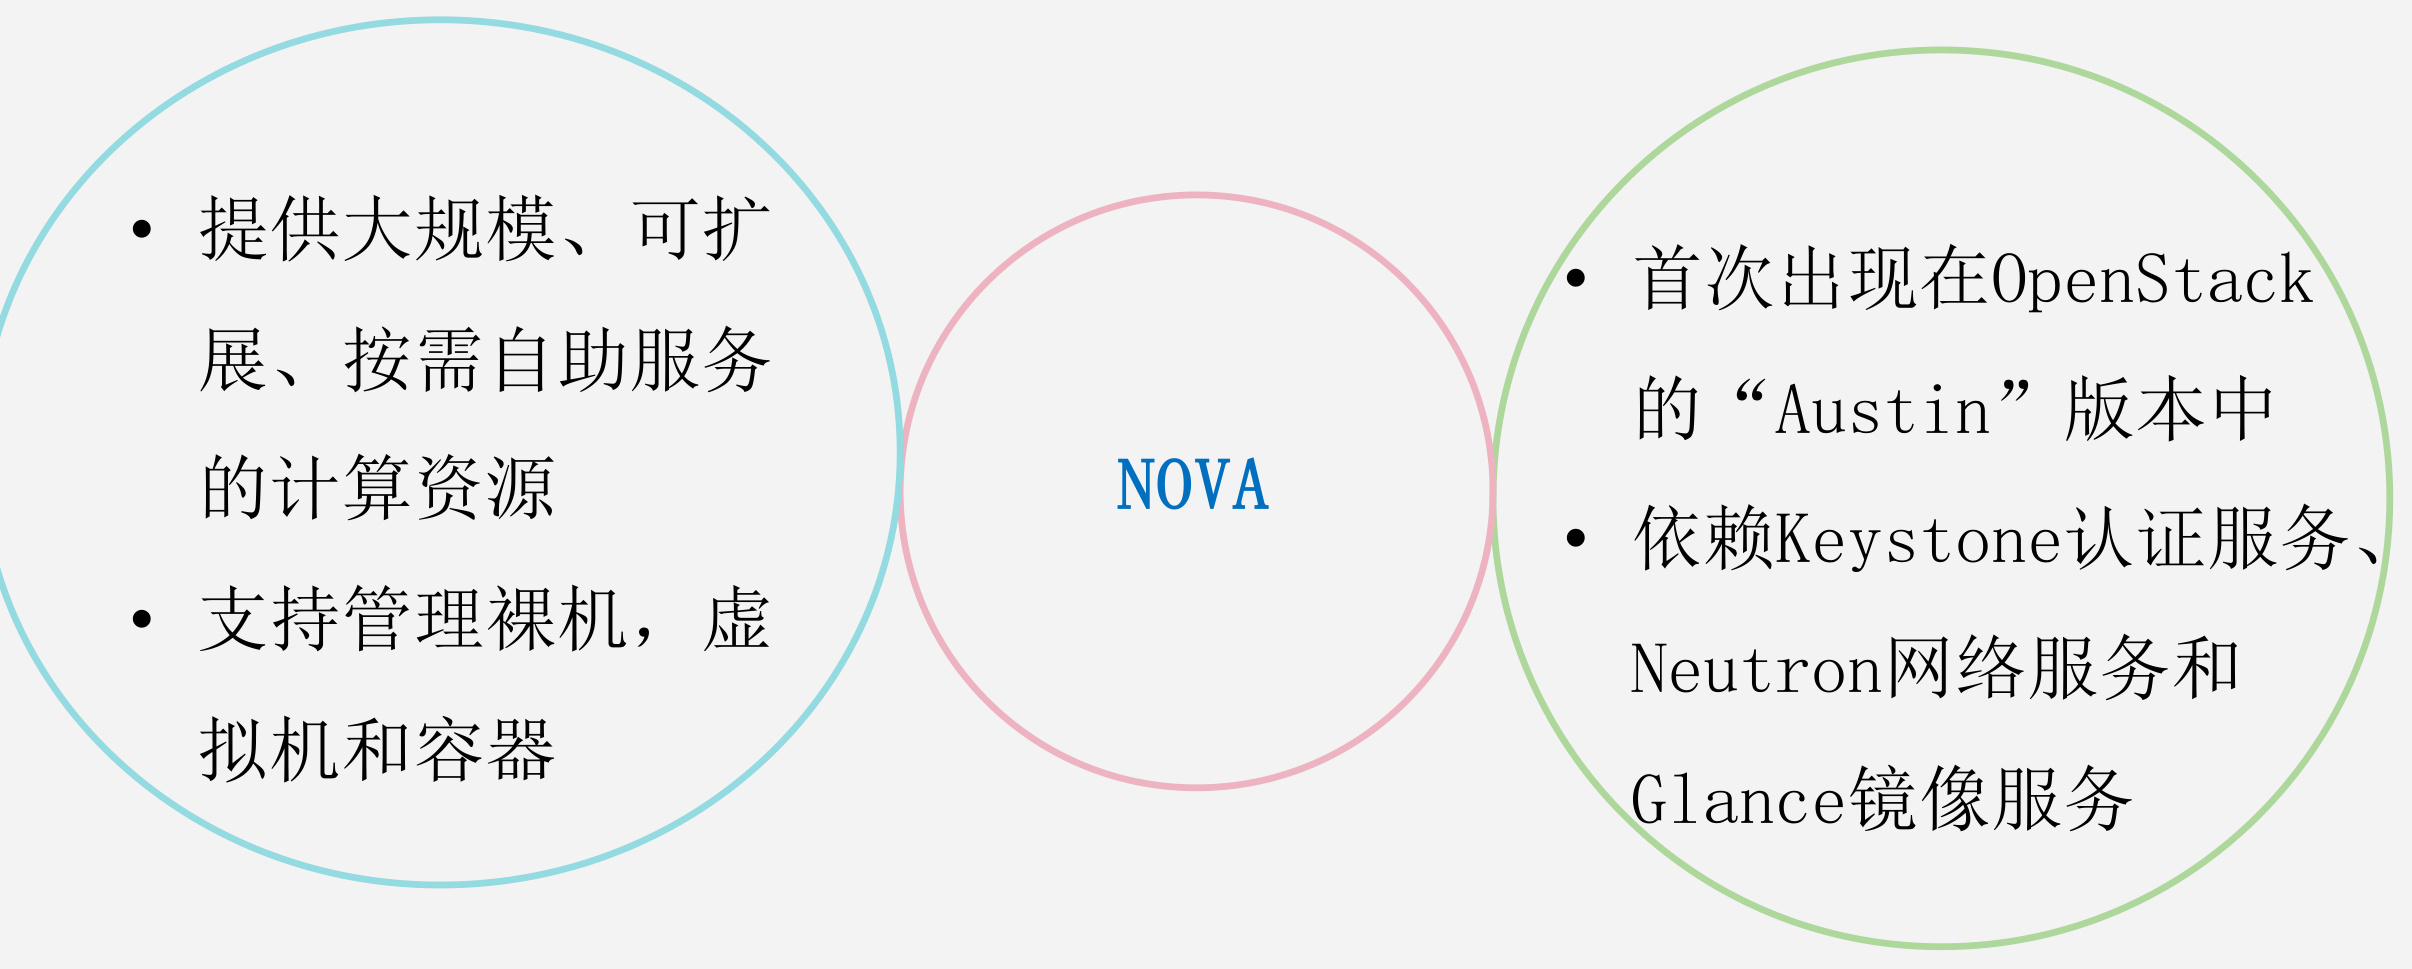 • 提供大规模、可扩
展、按需自助服务
的计算资源
• 支持管理裸机，虚
拟机和容器
NOVA
• 首次出现在OpenStack
的“Austin”版本中
• 依赖Keystone认证服务、
Neutron网络服务和
Glance镜像服务